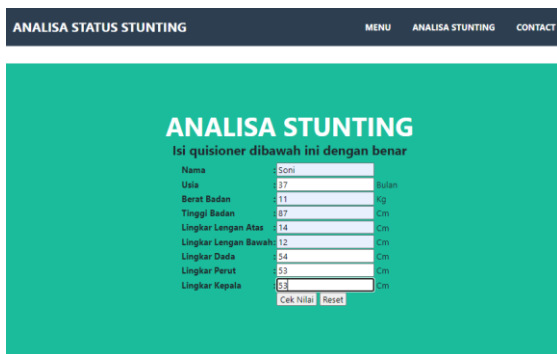 ANALISA STATUS STUNTING MENU ANALISA STUNTING CONTACT
ANALISA STUNTING
Isi quisioner dibawah ini dengan benar
Nama : Soni
Usia : 37 Bulan
Berat Badan : 11 Kg
Tinggi Badan : 87 Cm
Lingkar Lengan Atas : 14 Cm
Lingkar Lengan Bawah: 12 Cm
Lingkar Dada : 54 Cm
Lingkar Perut : 53 Cm
Lingkar Kepala : 53 Cm
Cek Nilai Reset